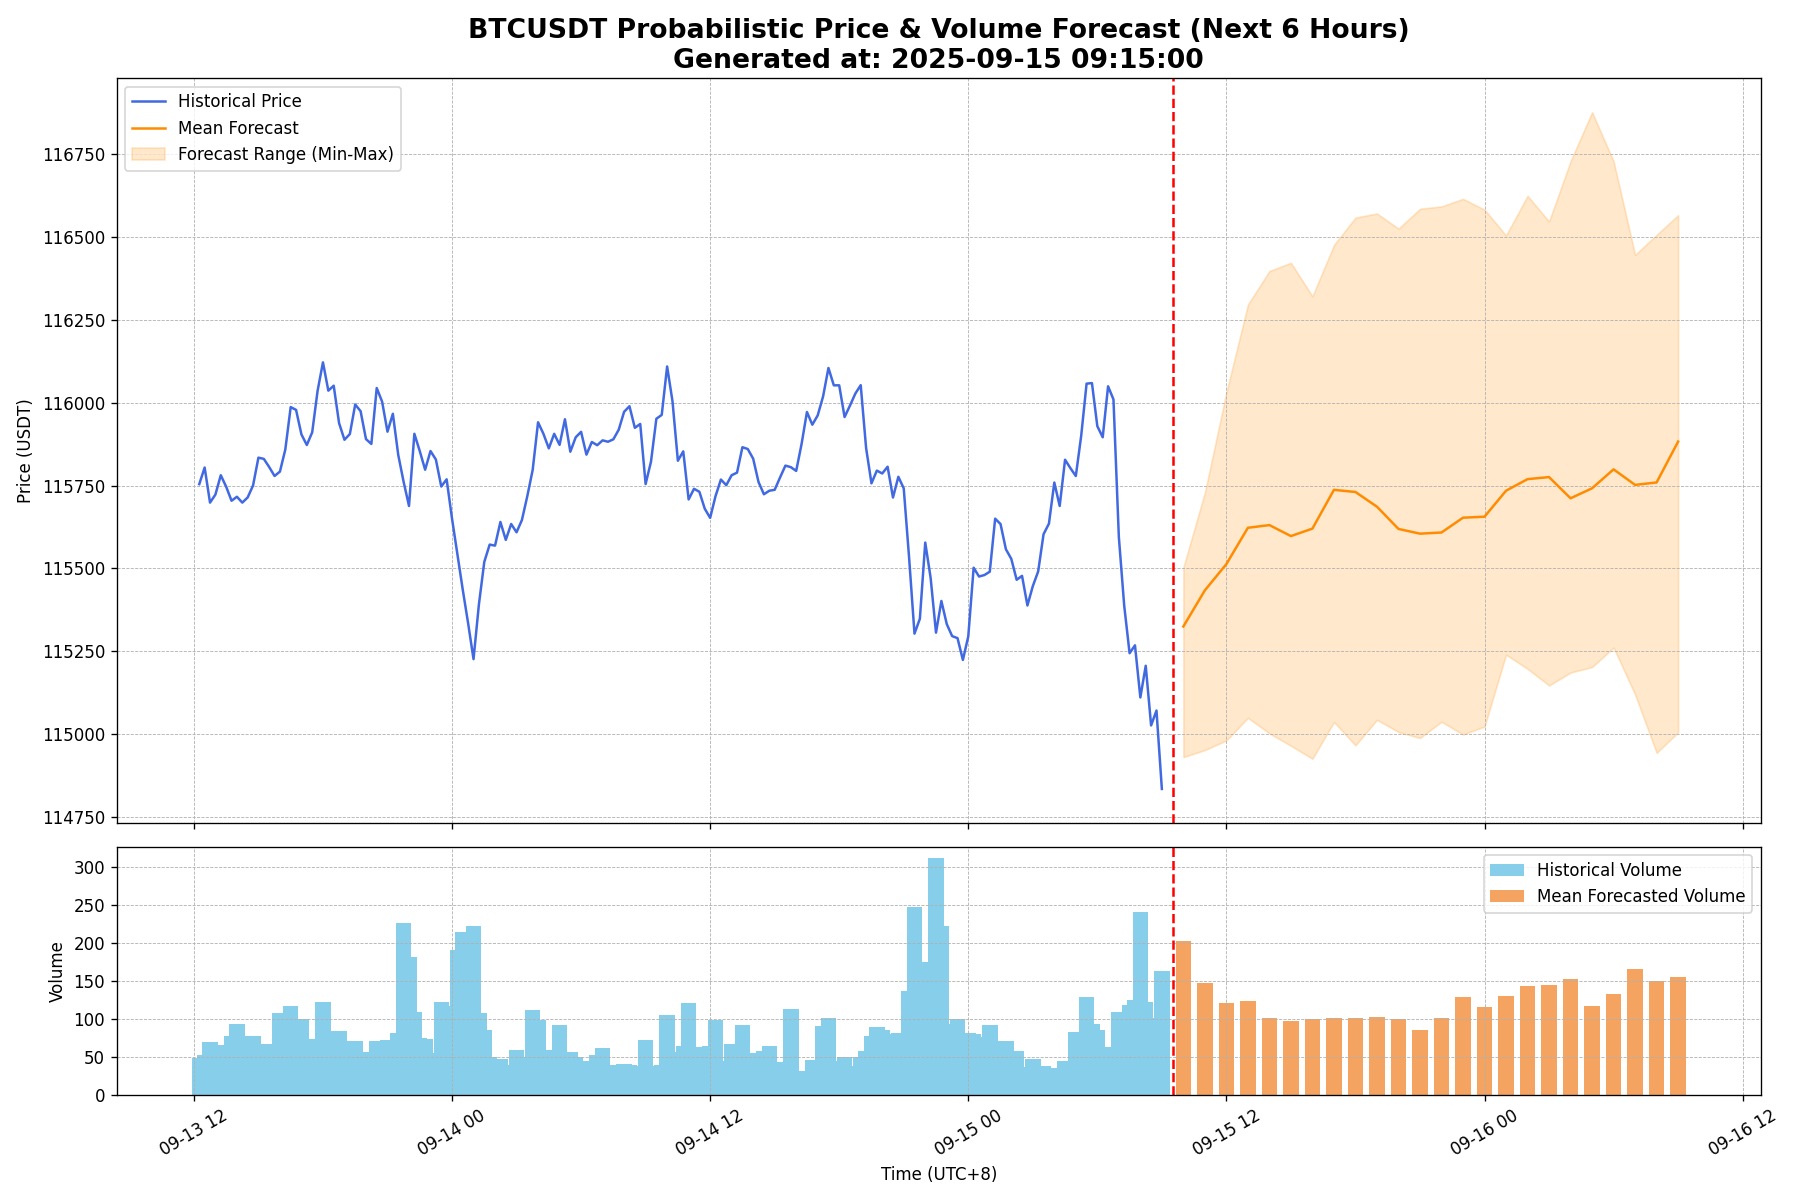 BTCUSDT Probabilistic Price & Volume Forecast (Next 6 Hours)
Generated at: 2025-09-15 09:15:00
Historical Price
Mean Forecast
Forecast Range (Min-Max)
116750
116500
116250
116000
115750
115500
115250
115000
114750
Price (USDT)
Historical Volume
Mean Forecasted Volume
300
250
200
150
100
50
0
Volume
09-13 12
09-14 00
09-14 12
09-15 00
09-15 12
09-16 00
09-16 12
Time (UTC+8)